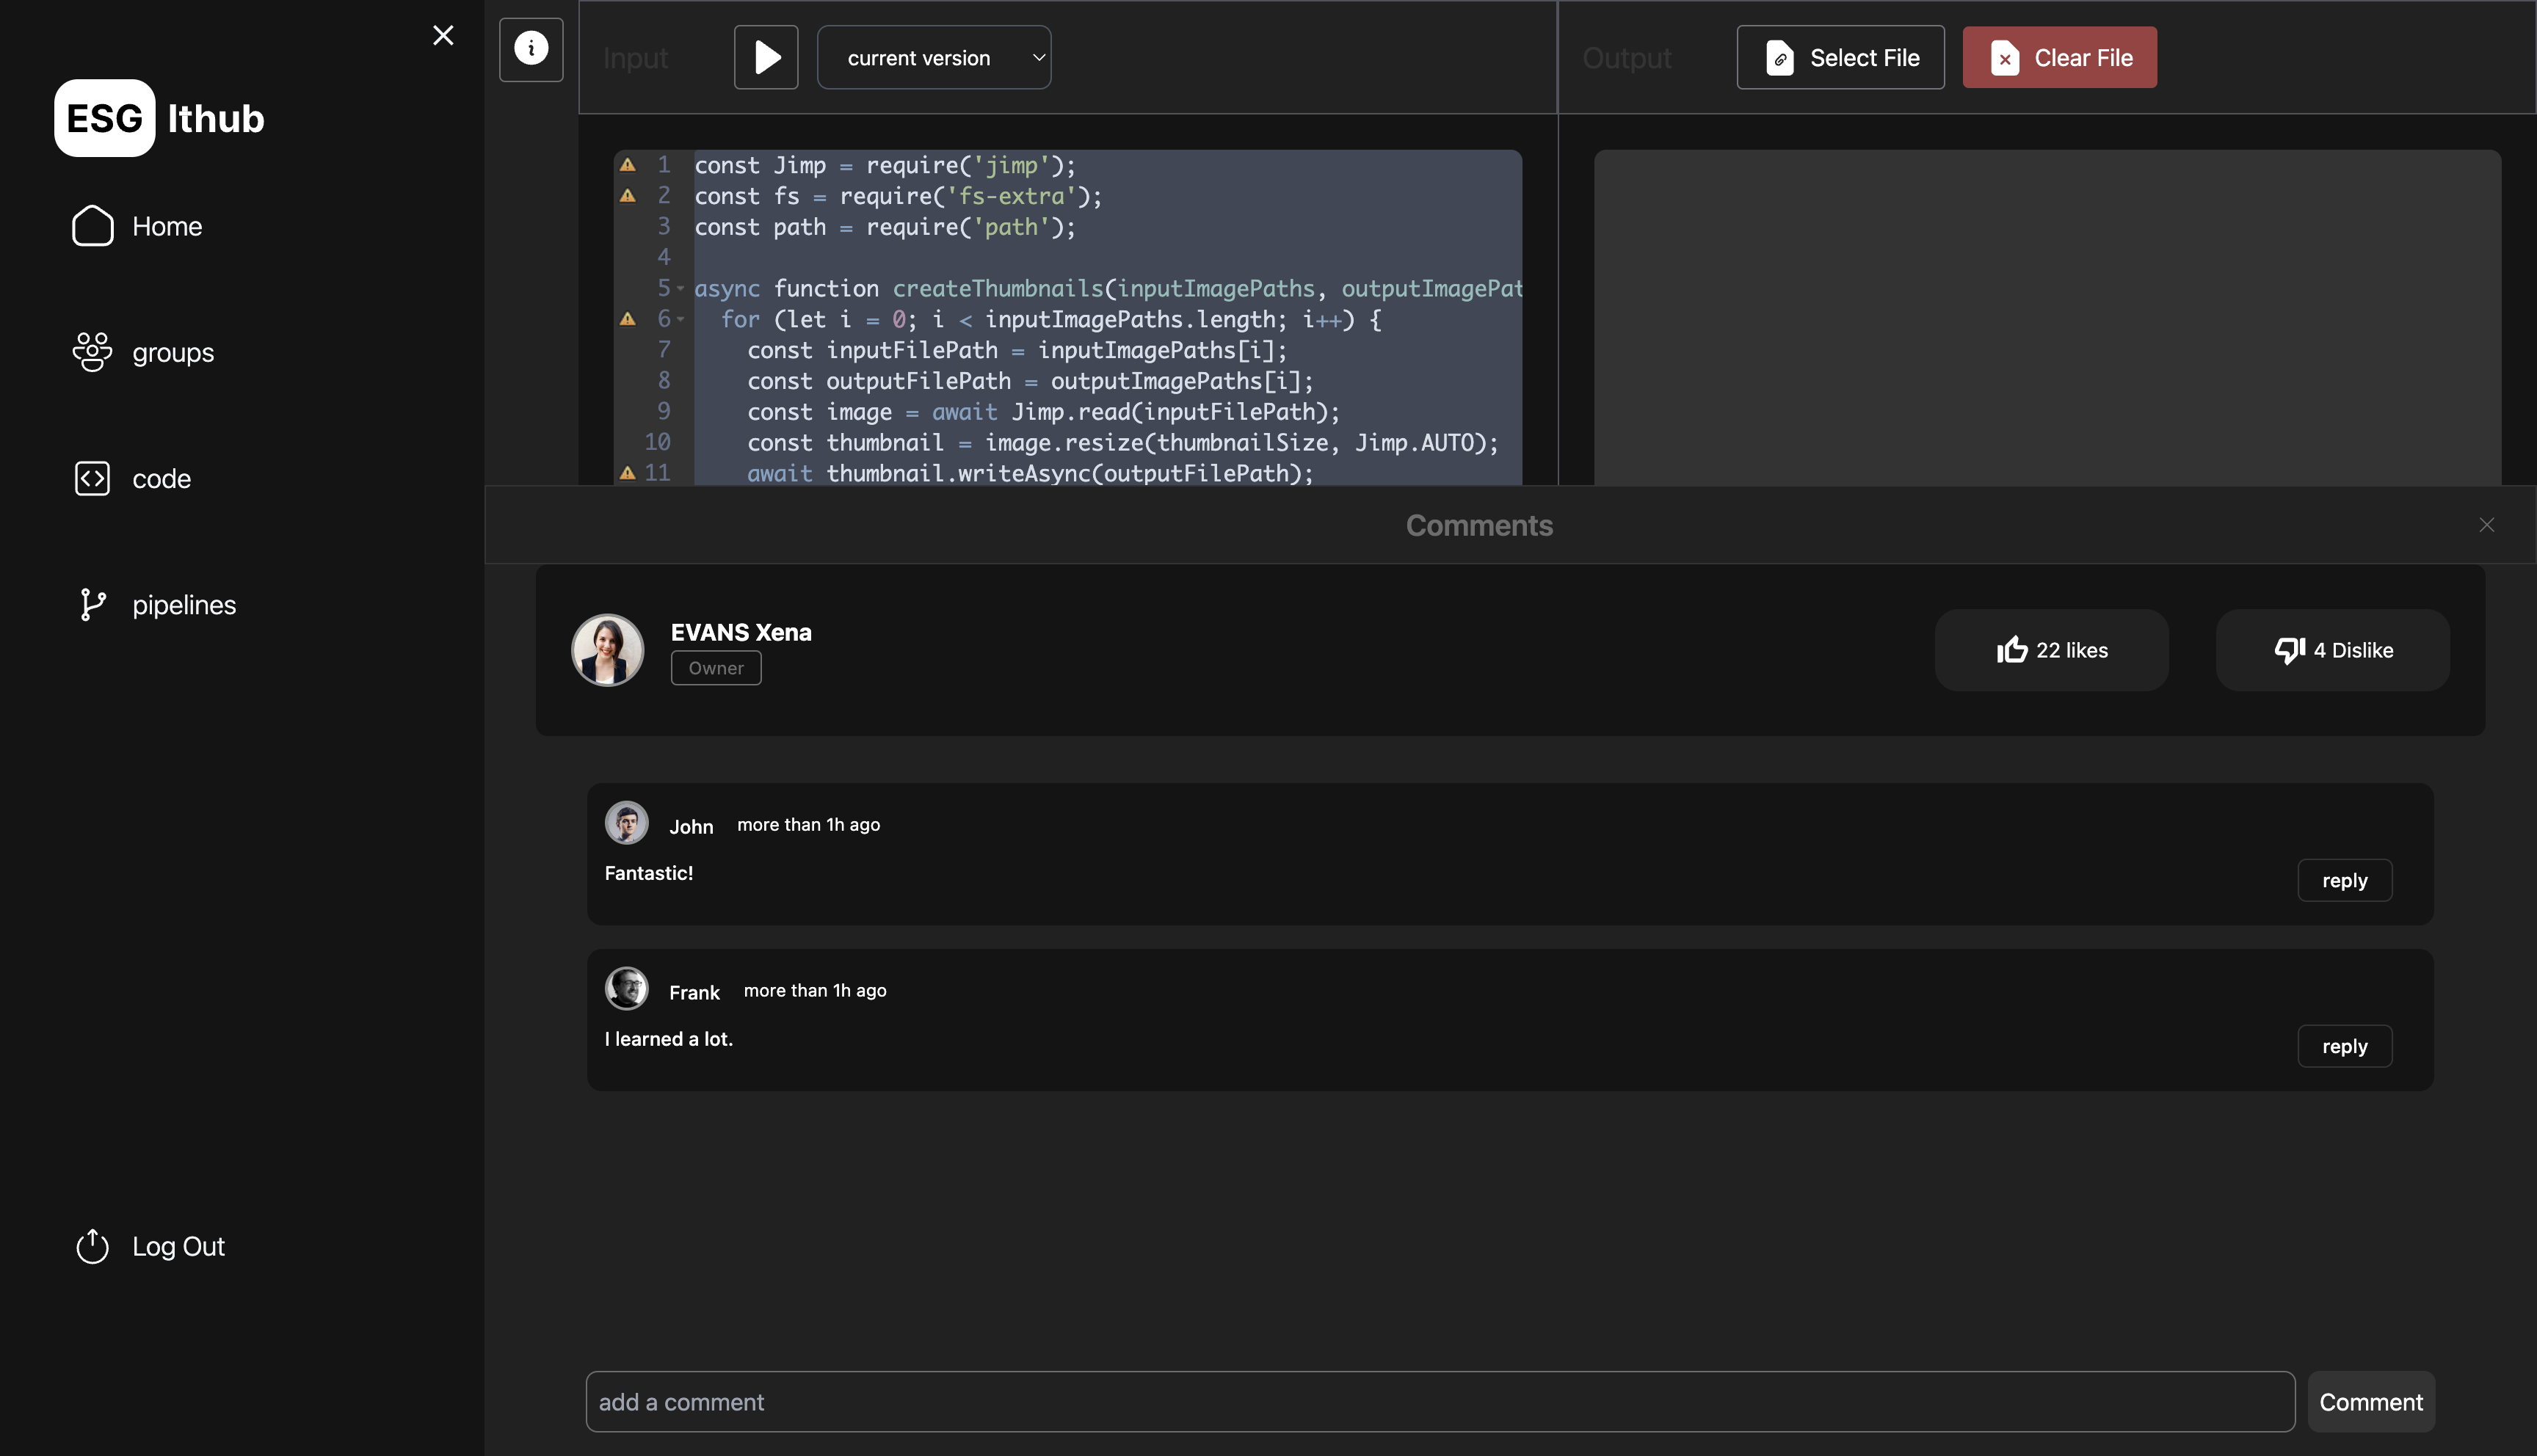 ESG Ithub
Home
groups
code
pipelines
Log Out
Input
current version
Output
Select File
Clear File
1 const Jimp = require('jimp');
2 const fs = require('fs-extra');
3 const path = require('path');
4
5 async function createThumbnails(inputImagePaths, outputImagePat
6 for (let i = 0; i < inputImagePaths.length; i++) {
7 const inputFilePath = inputImagePaths[i];
8 const outputFilePath = outputImagePaths[i];
9 const image = await Jimp.read(inputFilePath);
10 const thumbnail = image.resize(thumbnailSize, Jimp.AUTO);
11 await thumbnail.writeAsync(outputFilePath);
Comments
EVANS Xena
Owner
22 likes
4 Dislike
John more than 1h ago
Fantastic!
reply
Frank more than 1h ago
I learned a lot.
reply
add a comment
Comment